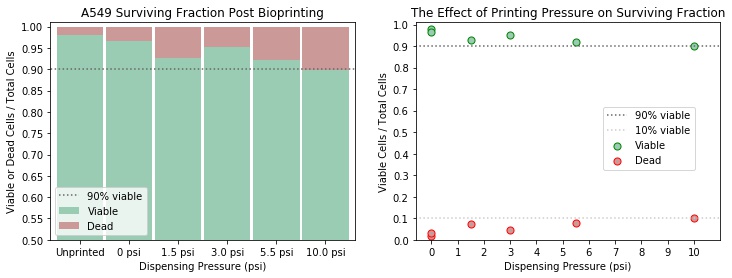 A549 Surviving Fraction Post Bioprinting
Viable or Dead Cells / Total Cells
1.00
0.95
0.90
0.85
0.80
0.75
0.70
0.65
0.60
0.55
0.50
90% viable
Viable
Dead
Unprinted 0 psi 1.5 psi 3.0 psi 5.5 psi 10.0 psi
Dispensing Pressure (psi)
The Effect of Printing Pressure on Surviving Fraction
Viable Cells / Total Cells
1.0
0.9
0.8
0.7
0.6
0.5
0.4
0.3
0.2
0.1
0.0
90% viable
10% viable
Viable
Dead
0 1 2 3 4 5 6 7 8 9 10
Dispensing Pressure (psi)